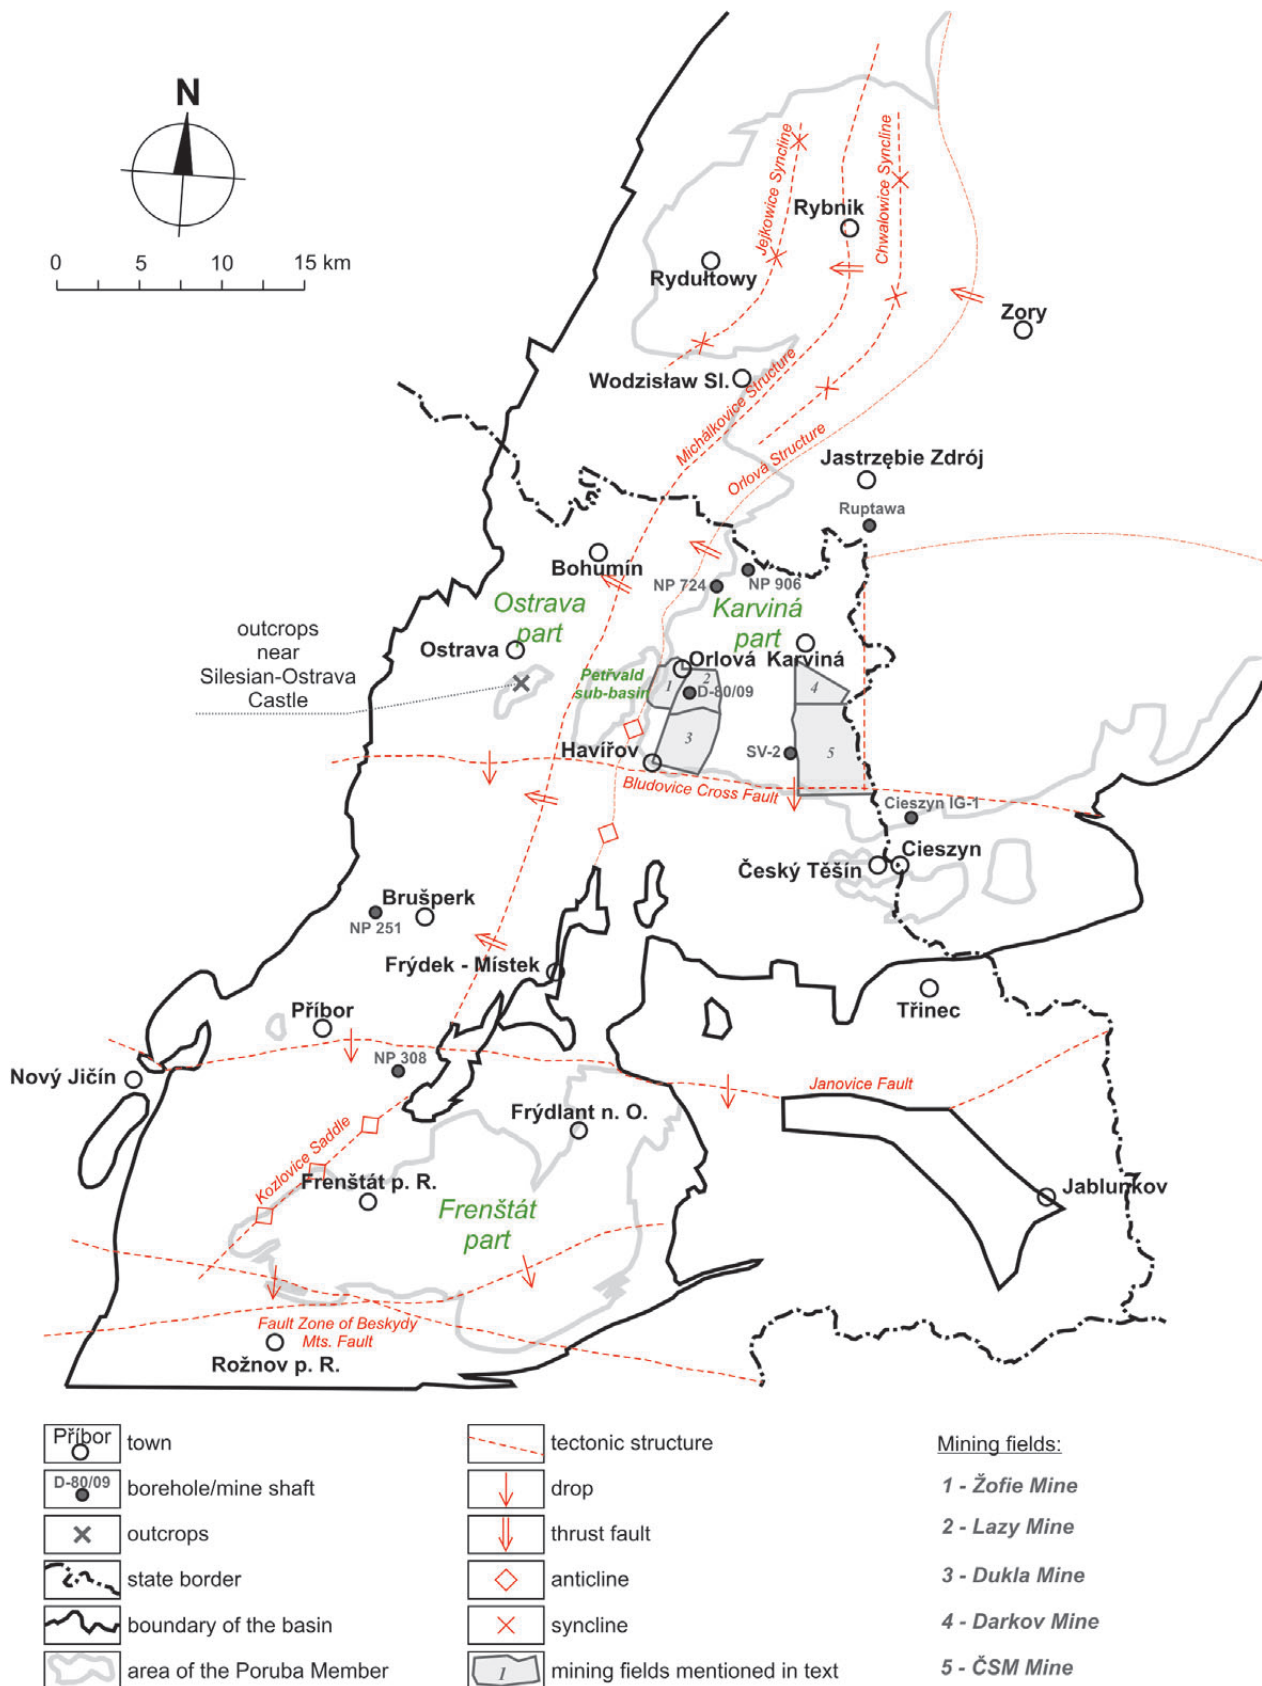 N
0 5 10 15 km
Jejkowice Syncline
Chwałowice Syncline
Rybnik
Rydułtowy
Zory
Wodzisław Sl.
Michálkovice Structure
Orlová Structure
Jastrzębie Zdrój
Ruptawa
Bohumín
NP 724
NP 906
Ostrava
part
Karviná
part
outcrops
near
Silesian-Ostrava
Castle
Ostrava
Petřvald
sub-basin
Orlová
Karviná
1
2
D-80/09
4
3
SV-2
5
Havířov
Bludovice Cross Fault
Cieszyn IG-1
Český Těšín
Cieszyn
Brušperk
NP 251
Frýdek - Místek
Třinec
Příbor
NP 308
Nový Jičín
Janovice Fault
Frýdlant n. O.
Kozlovice Saddle
Frenštát p. R.
Jablunkov
Frenštát
part
Fault Zone of Beskydy
Mts. Fault
Rožnov p. R.
Příbor
town
D-80/09
borehole/mine shaft
outcrops
state border
boundary of the basin
area of the Poruba Member
tectonic structure
drop
thrust fault
anticline
syncline
1
mining fields mentioned in text
Mining fields:
1 - Žofie Mine
2 - Lazy Mine
3 - Dukla Mine
4 - Darkov Mine
5 - ČSM Mine